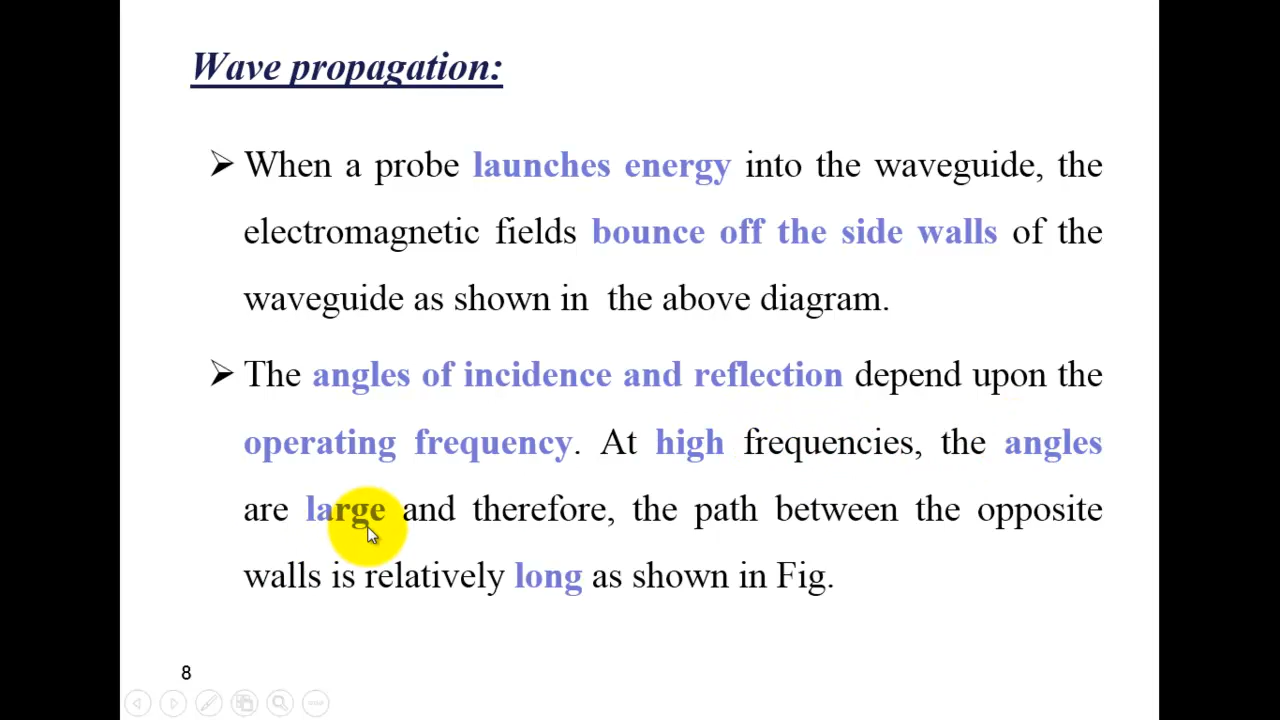 Wave propagation:
➢ When a probe launches energy into the waveguide, the
electromagnetic fields bounce off the side walls of the
waveguide as shown in the above diagram.
➢ The angles of incidence and reflection depend upon the
operating frequency. At high frequencies, the angles
are large and therefore, the path between the opposite
walls is relatively long as shown in Fig.
8